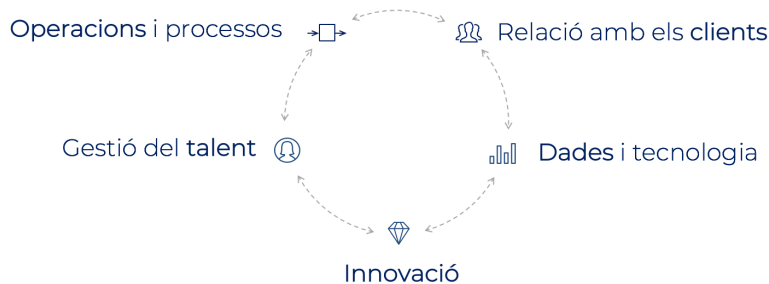 Operacions i processos
Relació amb els clients
Gestió del talent
Dades i tecnologia
Innovació